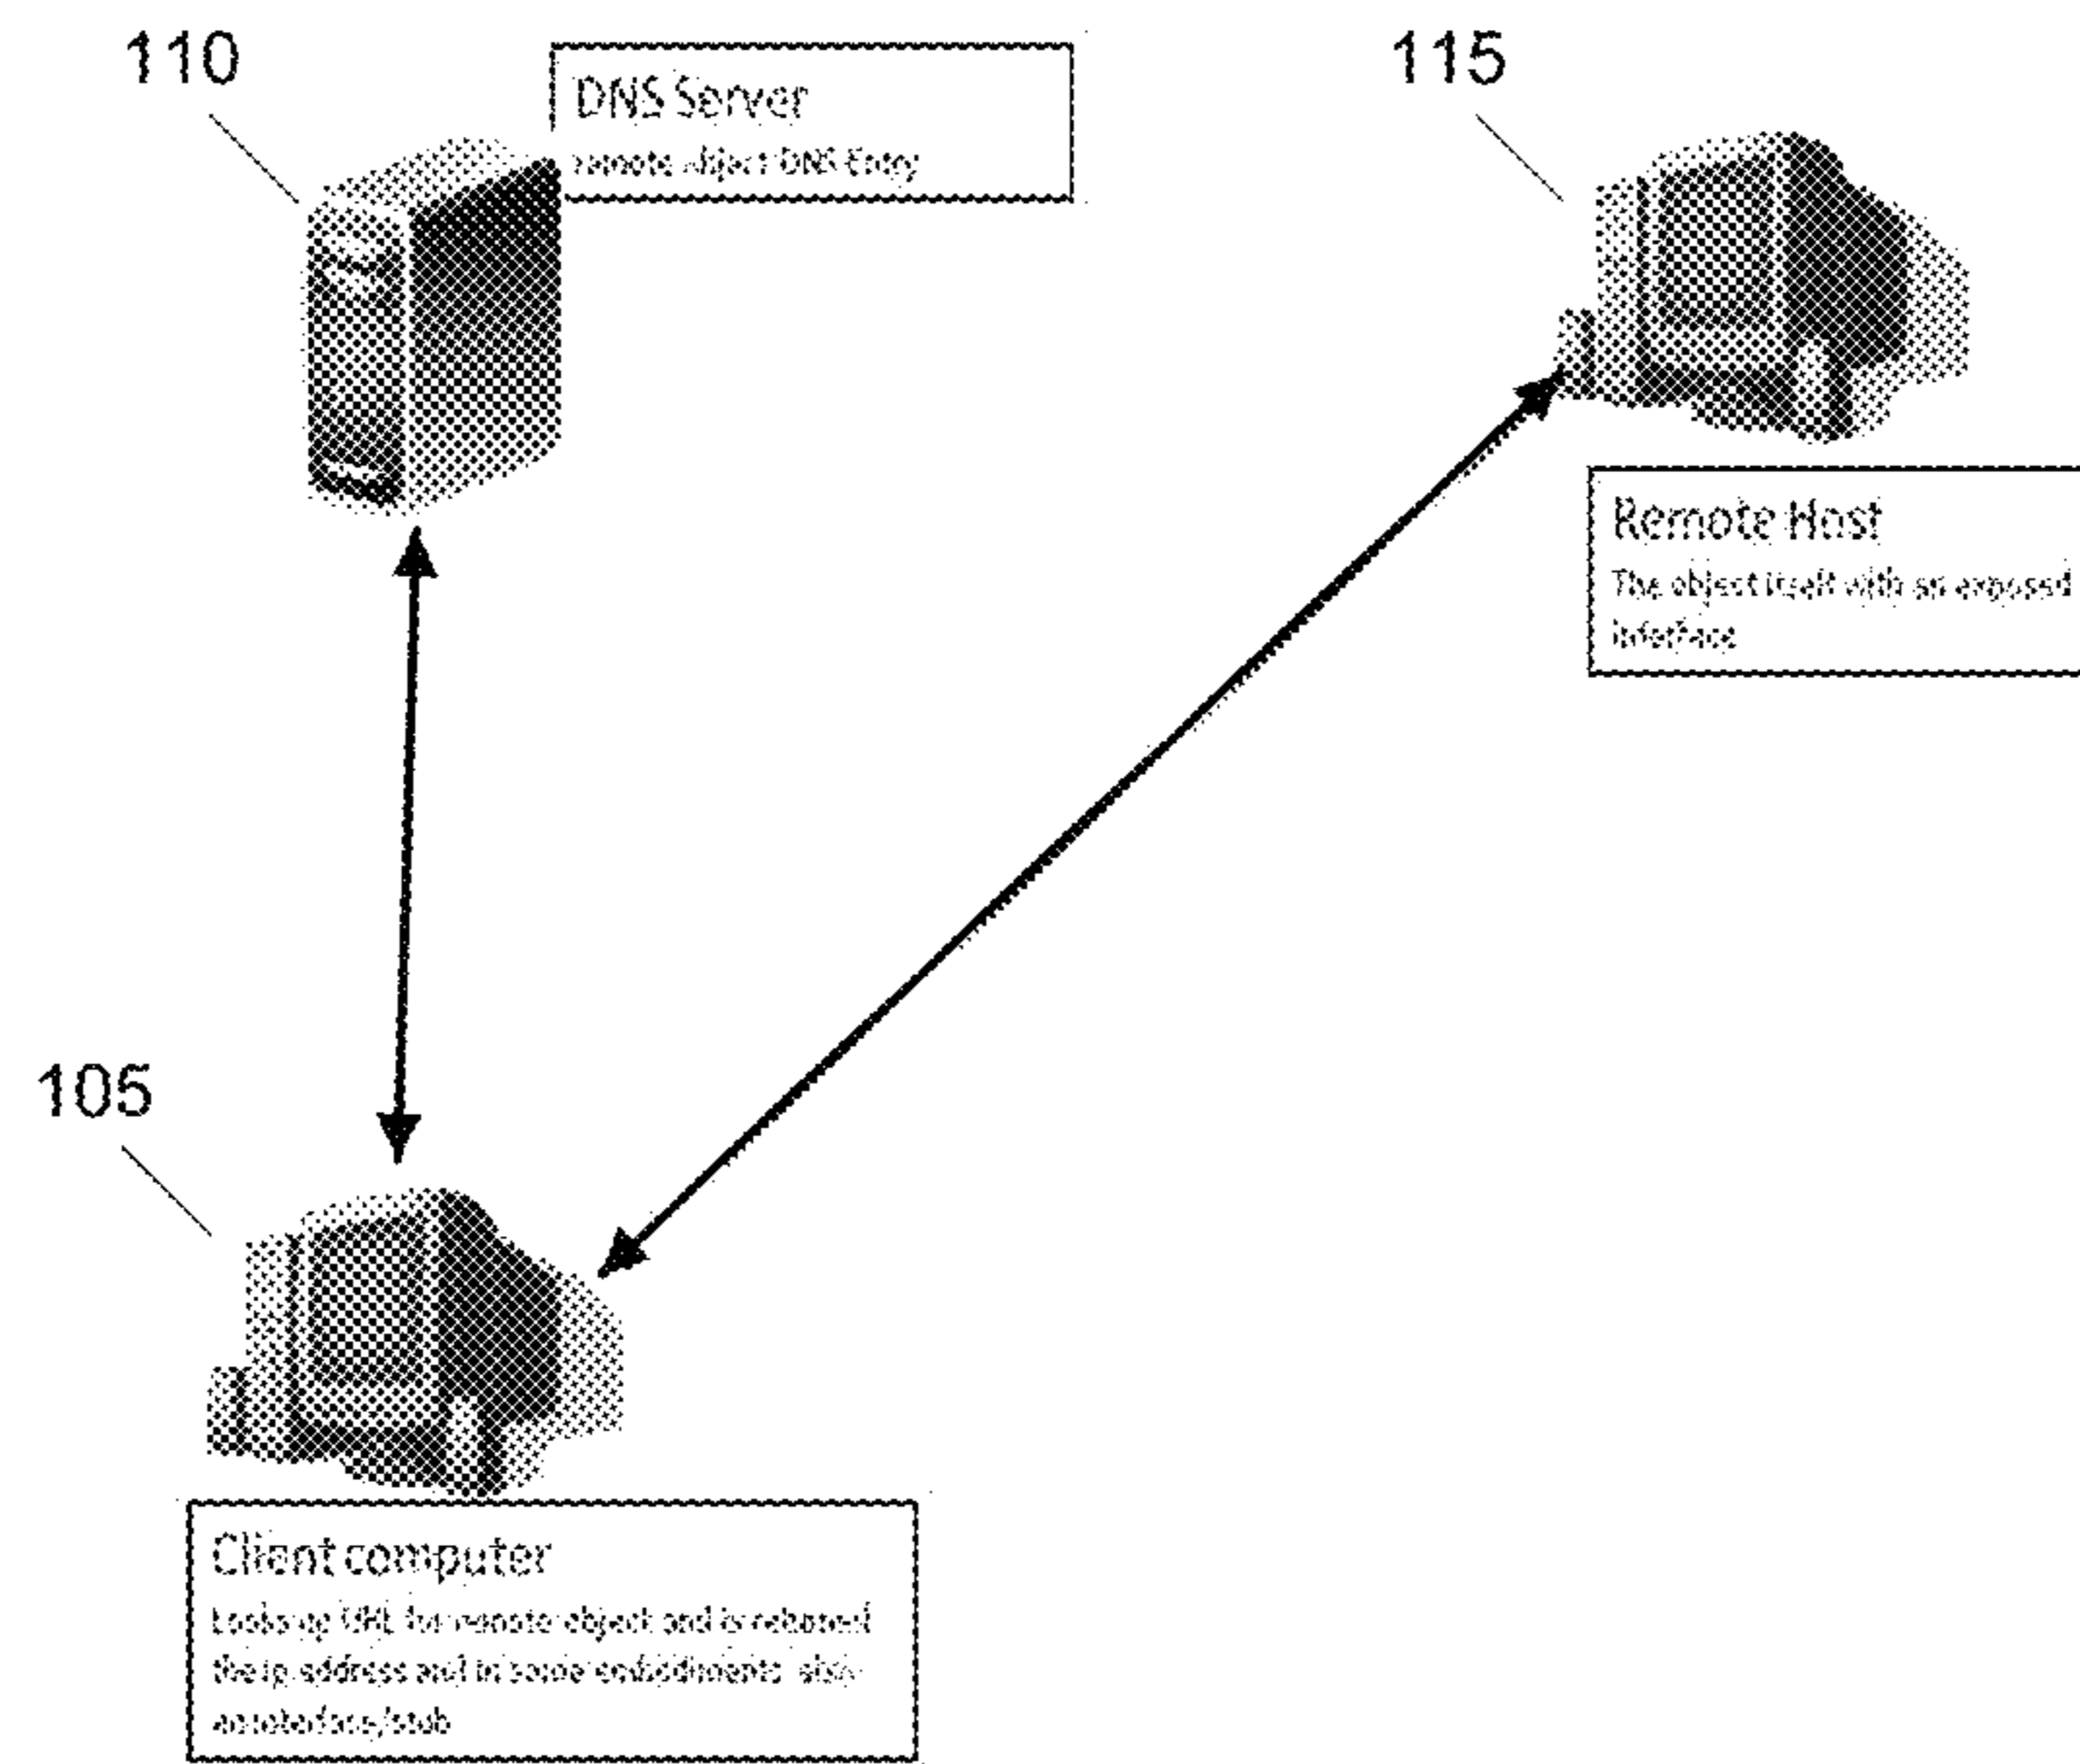 110
DNS Server
remote object DNS Entry
115
Remote Host
The object itself with an exposed
interface
105
Client computer
Looks up URL for remote object and is returned
the ip address and in some embodiments also
an interface/stub